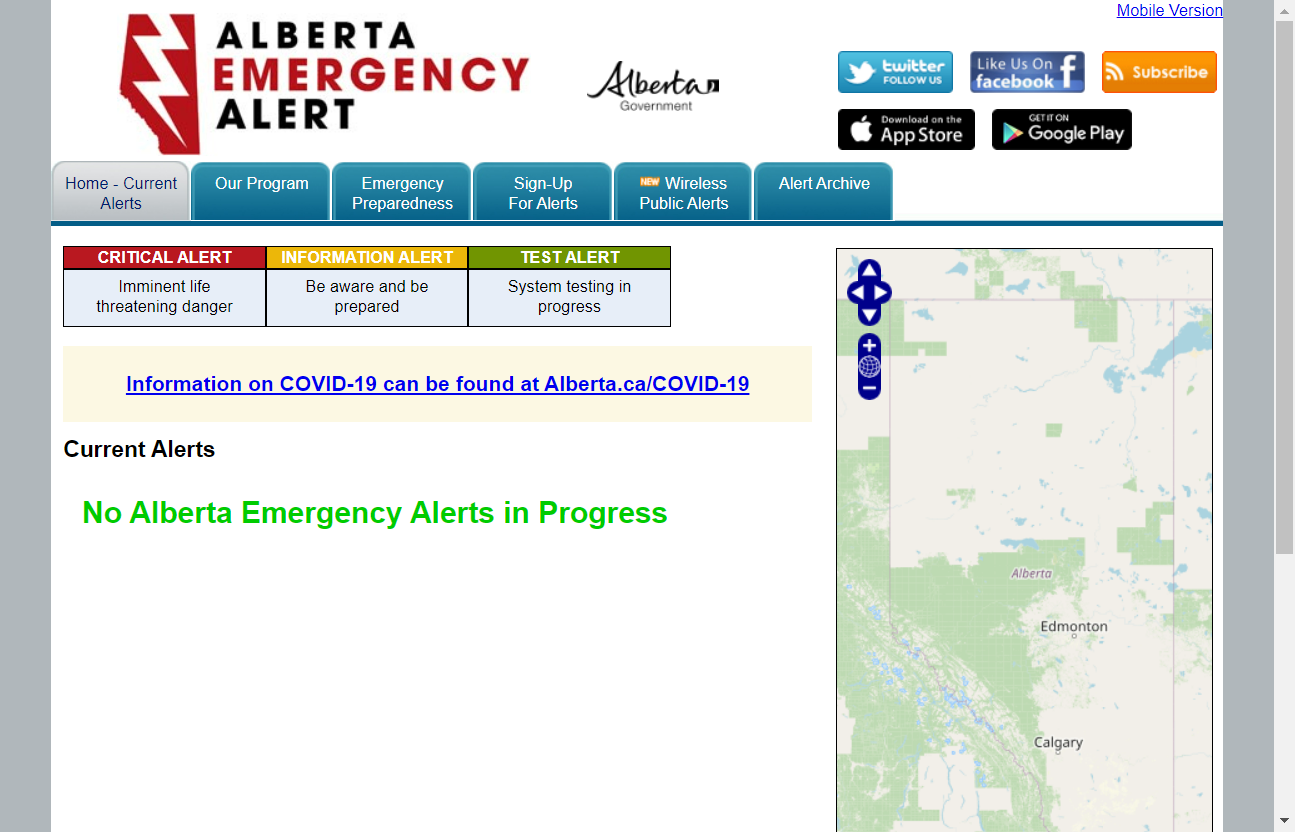 Mobile Version
ALBERTA
EMERGENCY
ALERT
Alberta
Government
twitter
FOLLOW US
Like Us On
facebook
Subscribe
Download on the
App Store
GET IT ON
Google Play
Home - Current
Alerts
Our Program
Emergency
Preparedness
Sign-Up
For Alerts
NEW Wireless
Public Alerts
Alert Archive
CRITICAL ALERT
Imminent life
threatening danger
INFORMATION ALERT
Be aware and be
prepared
TEST ALERT
System testing in
progress
Information on COVID-19 can be found at Alberta.ca/COVID-19
Current Alerts
No Alberta Emergency Alerts in Progress
Alberta
Edmonton
Calgary